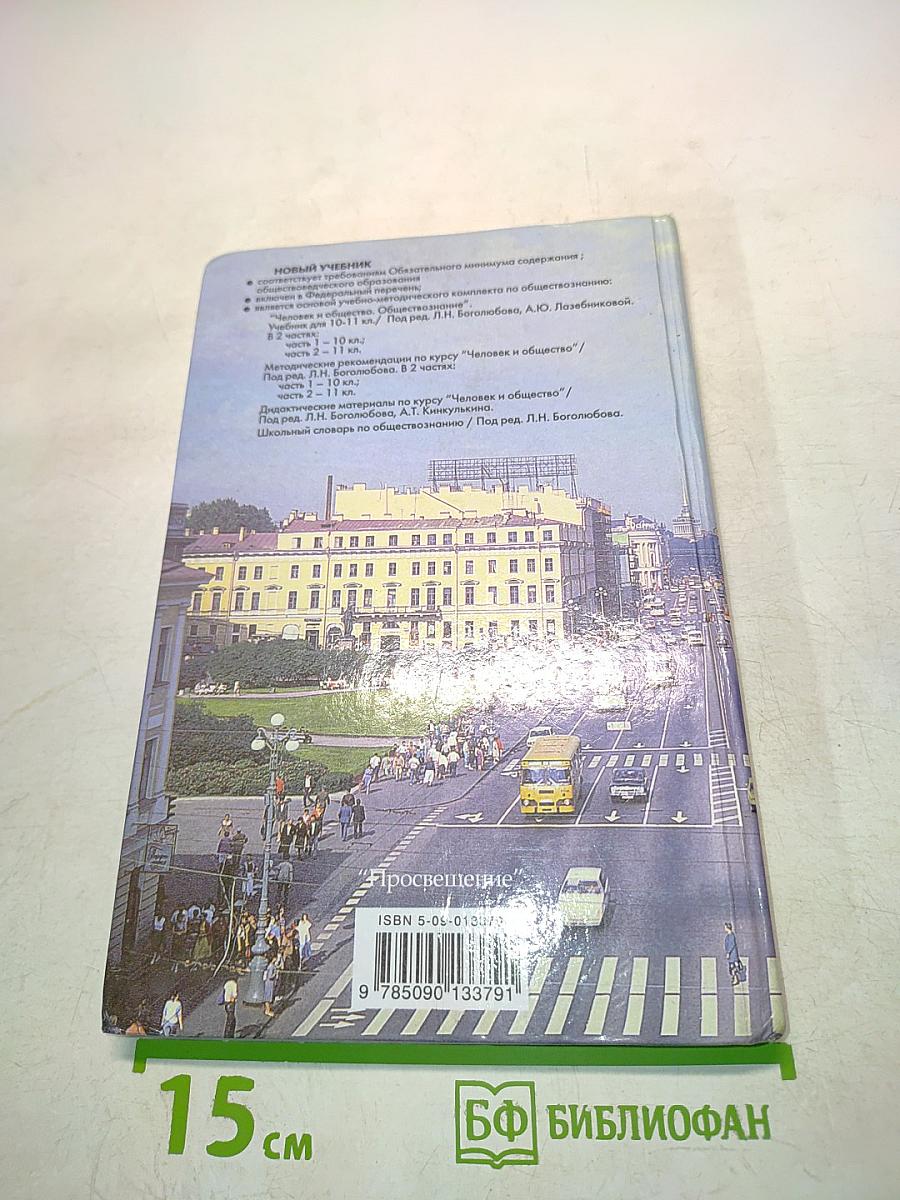 НОВЫЙ УЧЕБНИК
• соответствует требованиям Обязательного минимума содержания ;
обществоведческого образования
• включен в Федеральный перечень;
• является основой учебно-методического комплекта по обществознанию:
"Человек и общество. Обществознание".
Учебник для 10-11 кл./ Под ред. Л.Н. Боголюбова, А.Ю. Лазебниковой.
В 2 частях:
часть 1 – 10 кл.;
часть 2 – 11 кл.
Методические рекомендации по курсу "Человек и общество"/
Под ред. Л.Н. Боголюбова. В 2 частях:
часть 1 – 10 кл.;
часть 2 – 11 кл.
Дидактические материалы по курсу "Человек и общество"/
Под ред. Л.Н. Боголюбова, А.Т. Кинкулькина.
Школьный словарь по обществознанию / Под ред. Л.Н. Боголюбова.
"Просвещение"
ISBN 5-09-01337
9 785090 133791
15 см
БФ БИБЛИОФАН